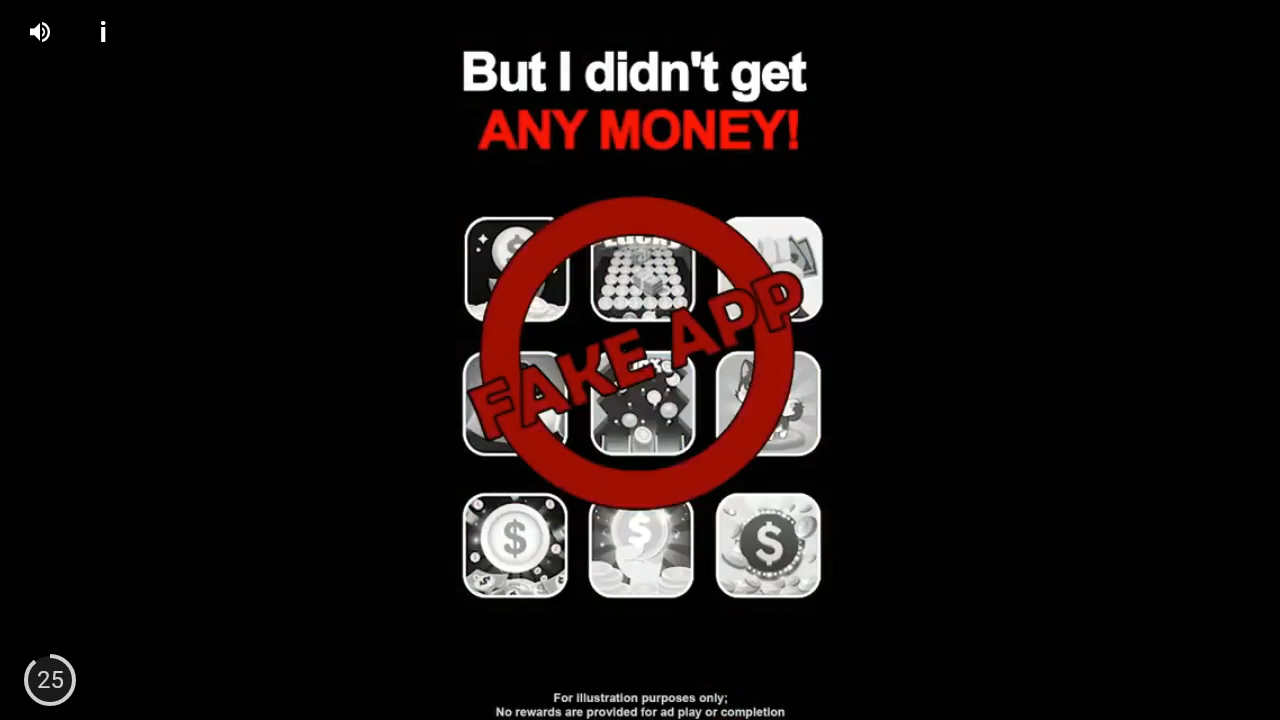 But I didn't get
ANY MONEY!
FAKE APP
25
For illustration purposes only;
No rewards are provided for ad play or completion